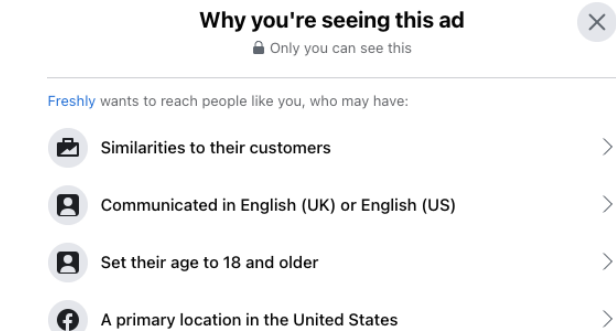 Why you're seeing this ad
Only you can see this
Freshly wants to reach people like you, who may have:
Similarities to their customers
Communicated in English (UK) or English (US)
Set their age to 18 and older
A primary location in the United States